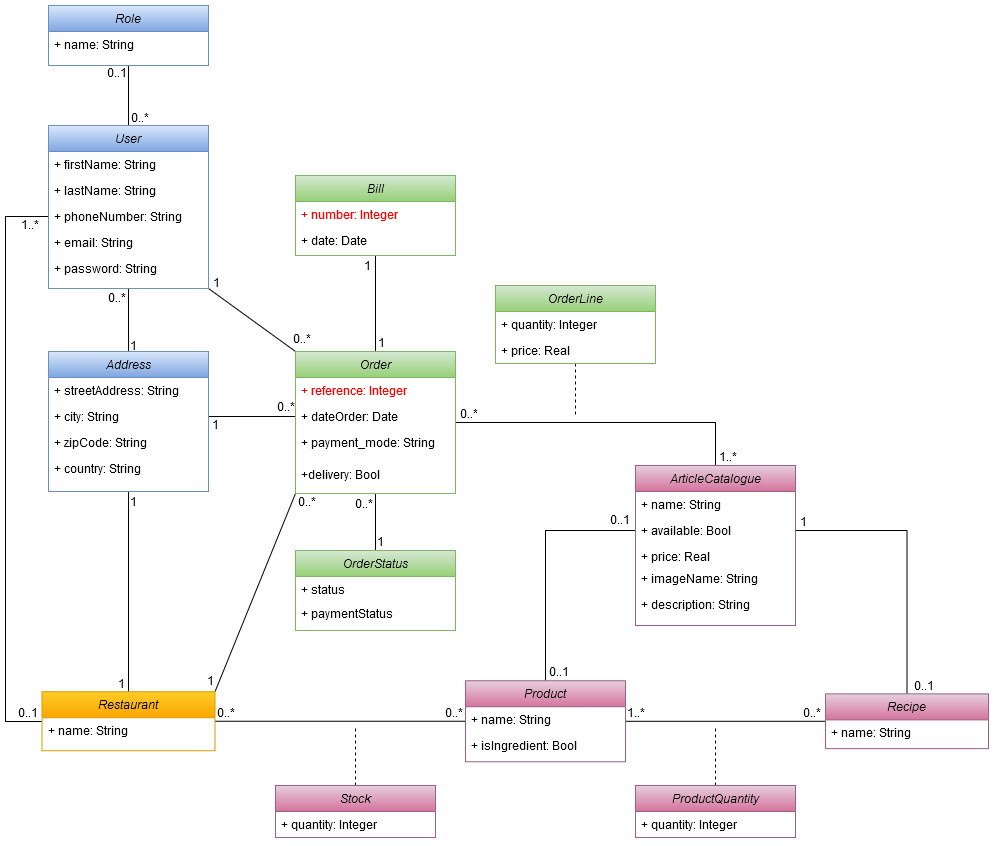 Role
+ name: String
0..1
0..*
User
+ firstName: String
+ lastName: String
+ phoneNumber: String
+ email: String
+ password: String
1..*
0..*
1
1
0..*
Bill
+ number: Integer
+ date: Date
1
1
OrderLine
+ quantity: Integer
+ price: Real
Address
+ streetAddress: String
+ city: String
+ zipCode: String
+ country: String
1
0..*
1
Order
+ reference: Integer
+ dateOrder: Date
+ payment_mode: String
+delivery: Bool
0..*
1..*
0..*
0..*
1
OrderStatus
+ status
+ paymentStatus
ArticleCatalogue
+ name: String
+ available: Bool
+ price: Real
+ imageName: String
+ description: String
0..1
1
0..1
0..1
1
1
0..1
Restaurant
+ name: String
0..*
0..*
Product
+ name: String
+ isIngredient: Bool
1..*
0..*
Recipe
+ name: String
Stock
+ quantity: Integer
ProductQuantity
+ quantity: Integer